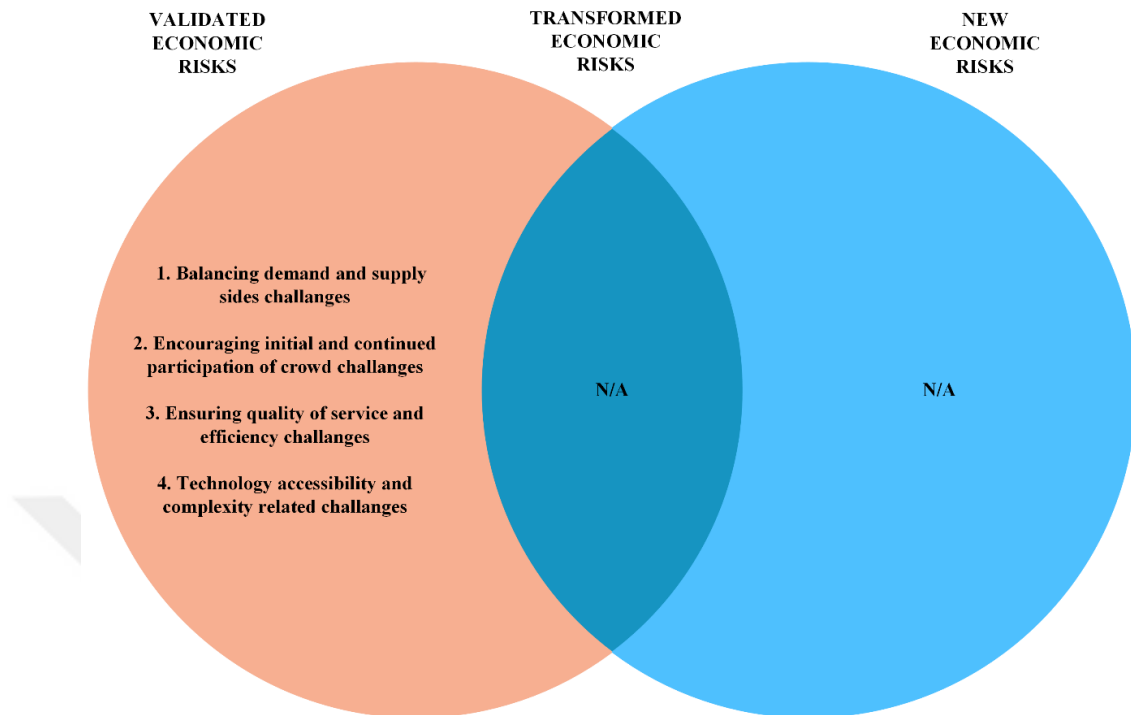 VALIDATED
ECONOMIC
RISKS
TRANSFORMED
ECONOMIC
RISKS
NEW
ECONOMIC
RISKS
1. Balancing demand and supply
sides challanges
2. Encouraging initial and continued
participation of crowd challanges
3. Ensuring quality of service and
efficiency challanges
4. Technology accessibility and
complexity related challanges
N/A
N/A